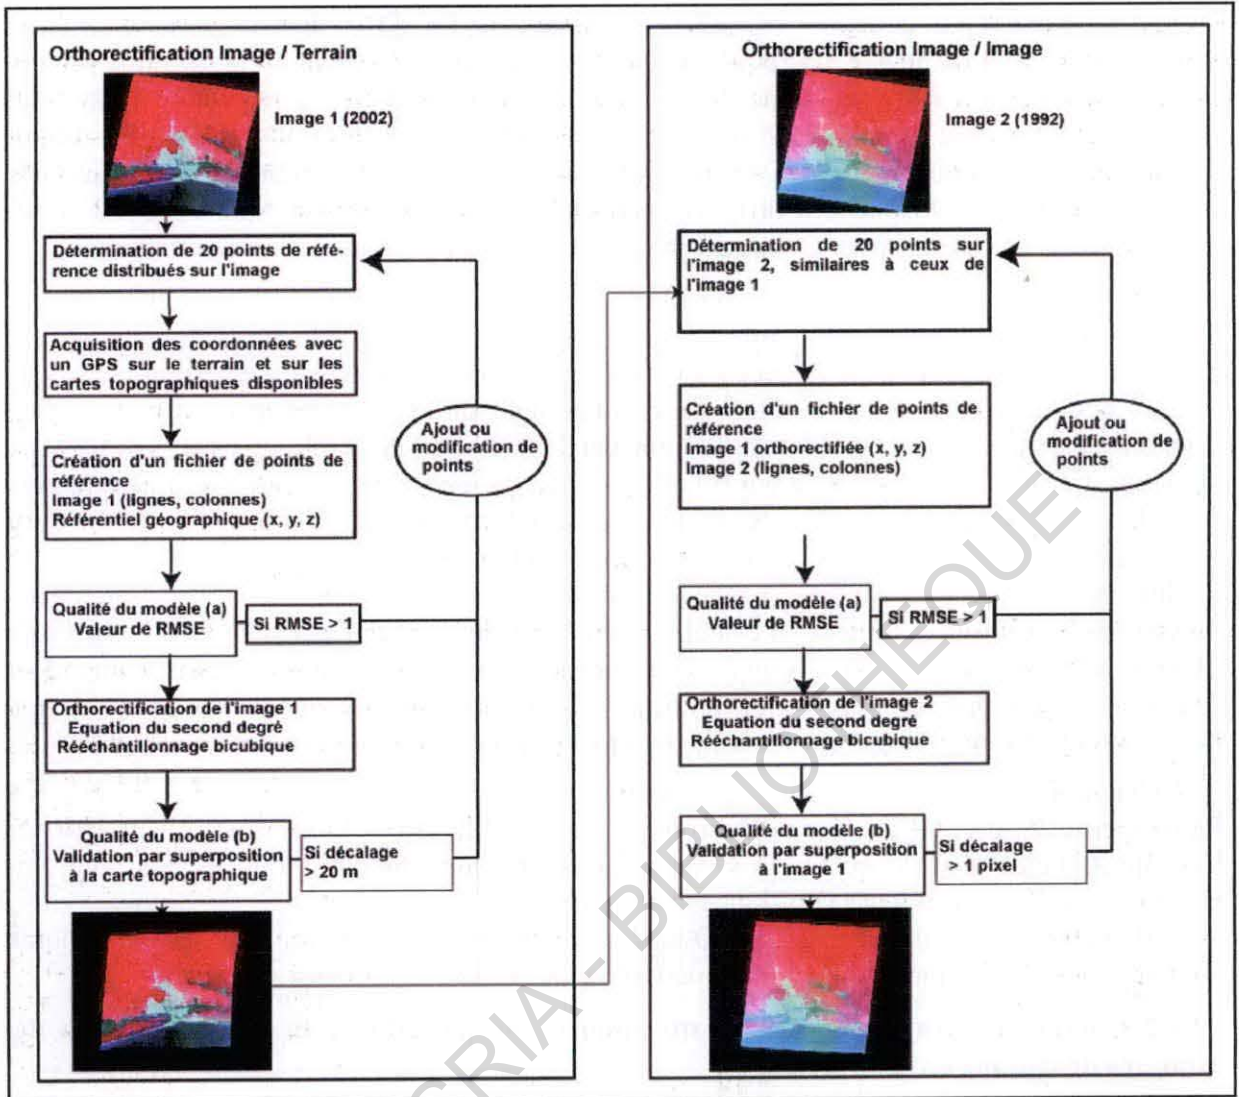 Orthorectification Image / Terrain
Image 1 (2002)
Détermination de 20 points de réfé-
rence distribués sur l'image
Acquisition des coordonnées avec
un GPS sur le terrain et sur les
cartes topographiques disponibles
Création d'un fichier de points de
référence
Image 1 (lignes, colonnes)
Référentiel géographique (x, y, z)
Ajout ou
modification de
points
Qualité du modèle (a)
Valeur de RMSE
Si RMSE > 1
Orthorectification de l'image 1
Equation du second degré
Rééchantillonnage bicubique
Qualité du modèle (b)
Validation par superposition
à la carte topographique
Si décalage
> 20 m
Orthorectification Image / Image
Image 2 (1992)
Détermination de 20 points sur
l'image 2, similaires à ceux de
l'image 1
Création d'un fichier de points de
référence
Image 1 orthorectifiée (x, y, z)
Image 2 (lignes, colonnes)
Ajout ou
modification de
points
Qualité du modèle (a)
Valeur de RMSE
Si RMSE > 1
Orthorectification de l'image 2
Equation du second degré
Rééchantillonnage bicubique
Qualité du modèle (b)
Validation par superposition
à l'image 1
Si décalage
> 1 pixel
CRIA - BIBLIOTHEQUE